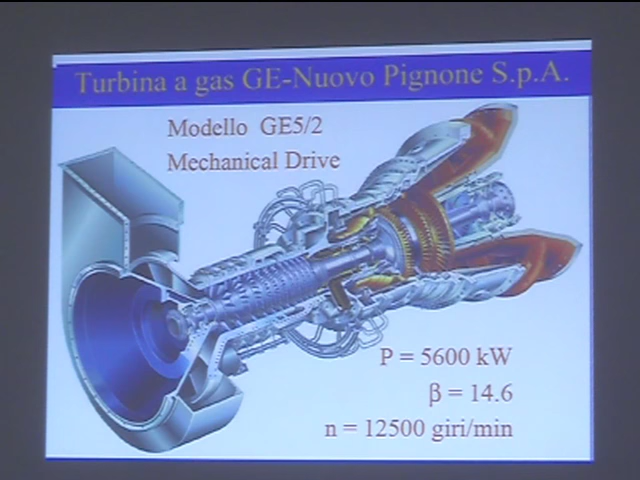 Turbina a gas GE-Nuovo Pignone S.p.A.
Modello GE5/2
Mechanical Drive
P = 5600 kW
β = 14.6
n = 12500 giri/min